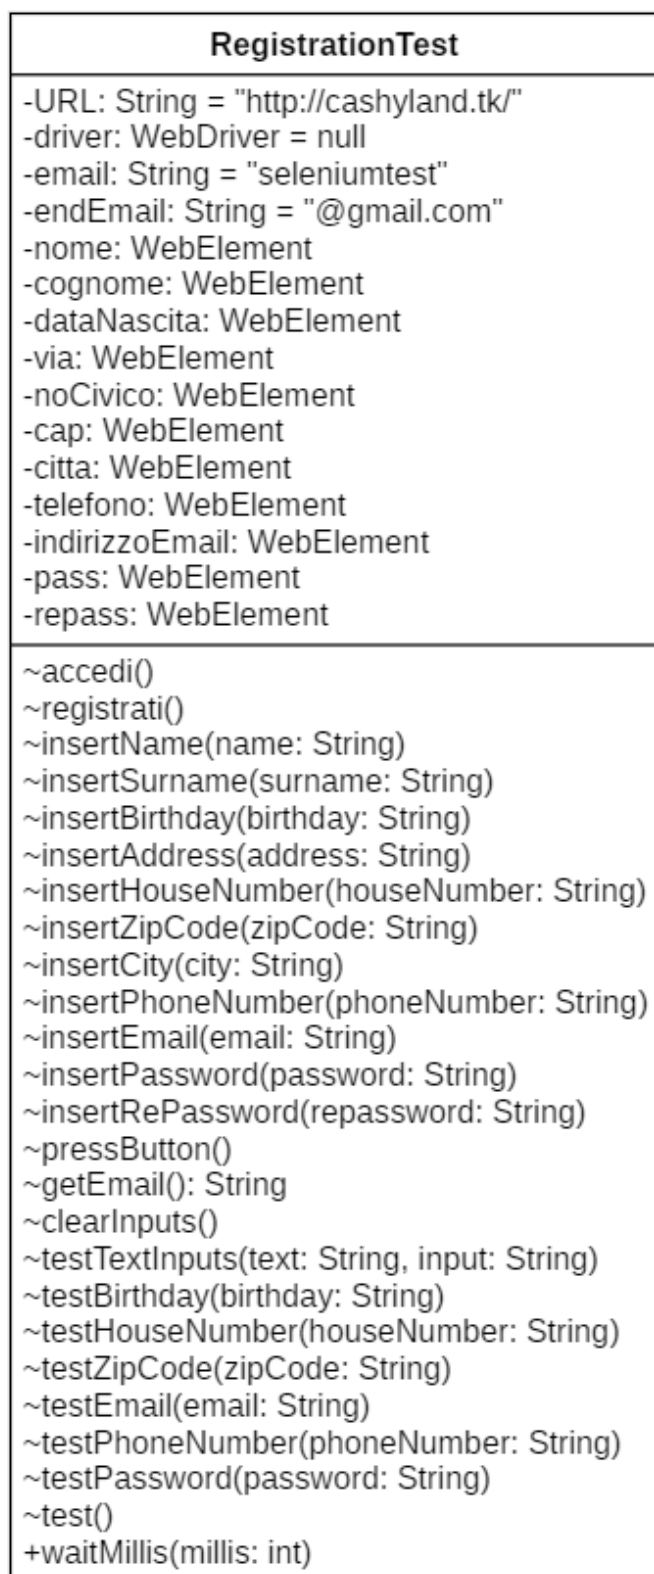 RegistrationTest
-URL: String = "http://cashyland.tk/"
-driver: WebDriver = null
-email: String = "seleniumtest"
-endEmail: String = "@gmail.com"
-nome: WebElement
-cognome: WebElement
-dataNascita: WebElement
-via: WebElement
-noCivico: WebElement
-cap: WebElement
-citta: WebElement
-telefono: WebElement
-indirizzoEmail: WebElement
-pass: WebElement
-repass: WebElement
~accedi()
~registrati()
~insertName(name: String)
~insertSurname(surname: String)
~insertBirthday(birthday: String)
~insertAddress(address: String)
~insertHouseNumber(houseNumber: String)
~insertZipCode(zipCode: String)
~insertCity(city: String)
~insertPhoneNumber(phoneNumber: String)
~insertEmail(email: String)
~insertPassword(password: String)
~insertRePassword(repassword: String)
~pressButton()
~getEmail(): String
~clearInputs()
~testTextInputs(text: String, input: String)
~testBirthday(birthday: String)
~testHouseNumber(houseNumber: String)
~testZipCode(zipCode: String)
~testEmail(email: String)
~testPhoneNumber(phoneNumber: String)
~testPassword(password: String)
~test()
+waitMillis(millis: int)